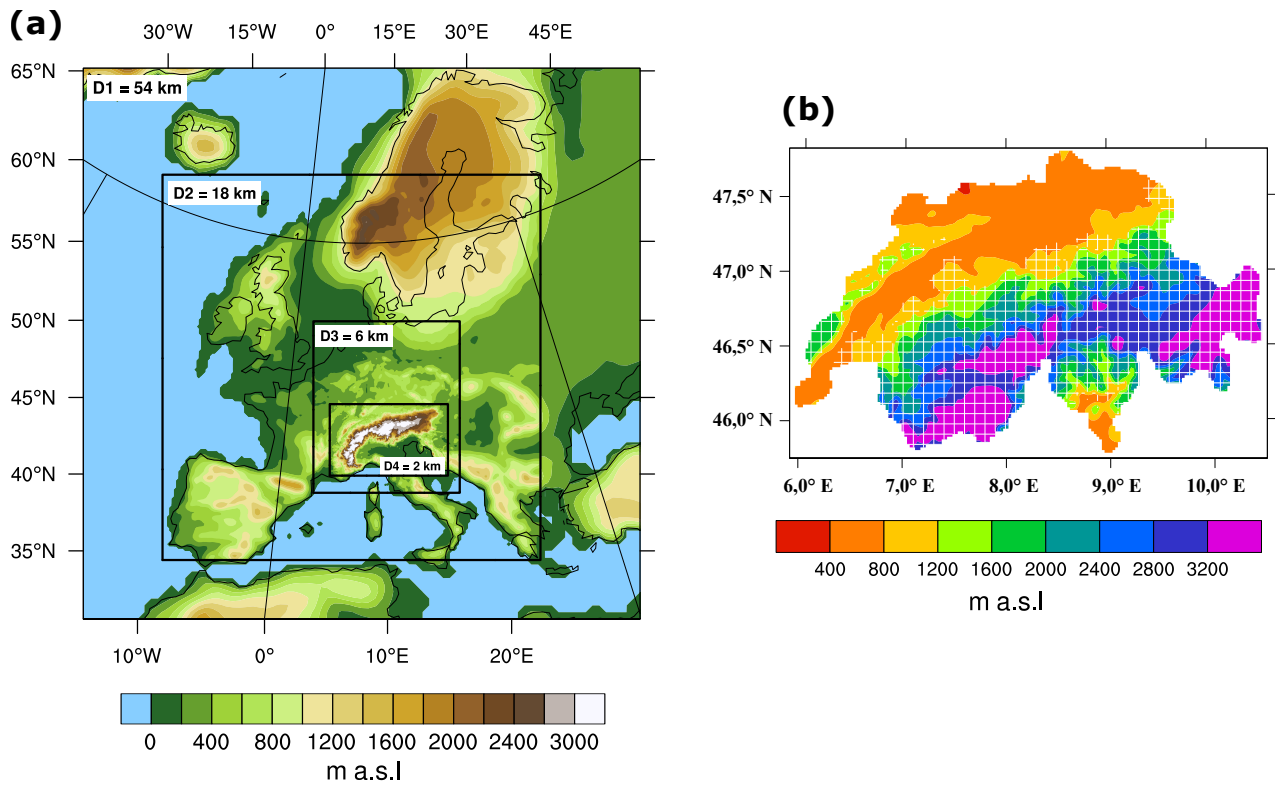 (a)
30°W 15°W 0° 15°E 30°E 45°E
65°N
60°N
55°N
50°N
45°N
40°N
35°N
D1 = 54 km
D2 = 18 km
D3 = 6 km
D4 = 2 km
10°W 0° 10°E 20°E
0 400 800 1200 1600 2000 2400 3000
m a.s.l
(b)
47,5° N
47,0° N
46,5° N
46,0° N
6,0° E 7,0° E 8,0° E 9,0° E 10,0° E
400 800 1200 1600 2000 2400 2800 3200
m a.s.l